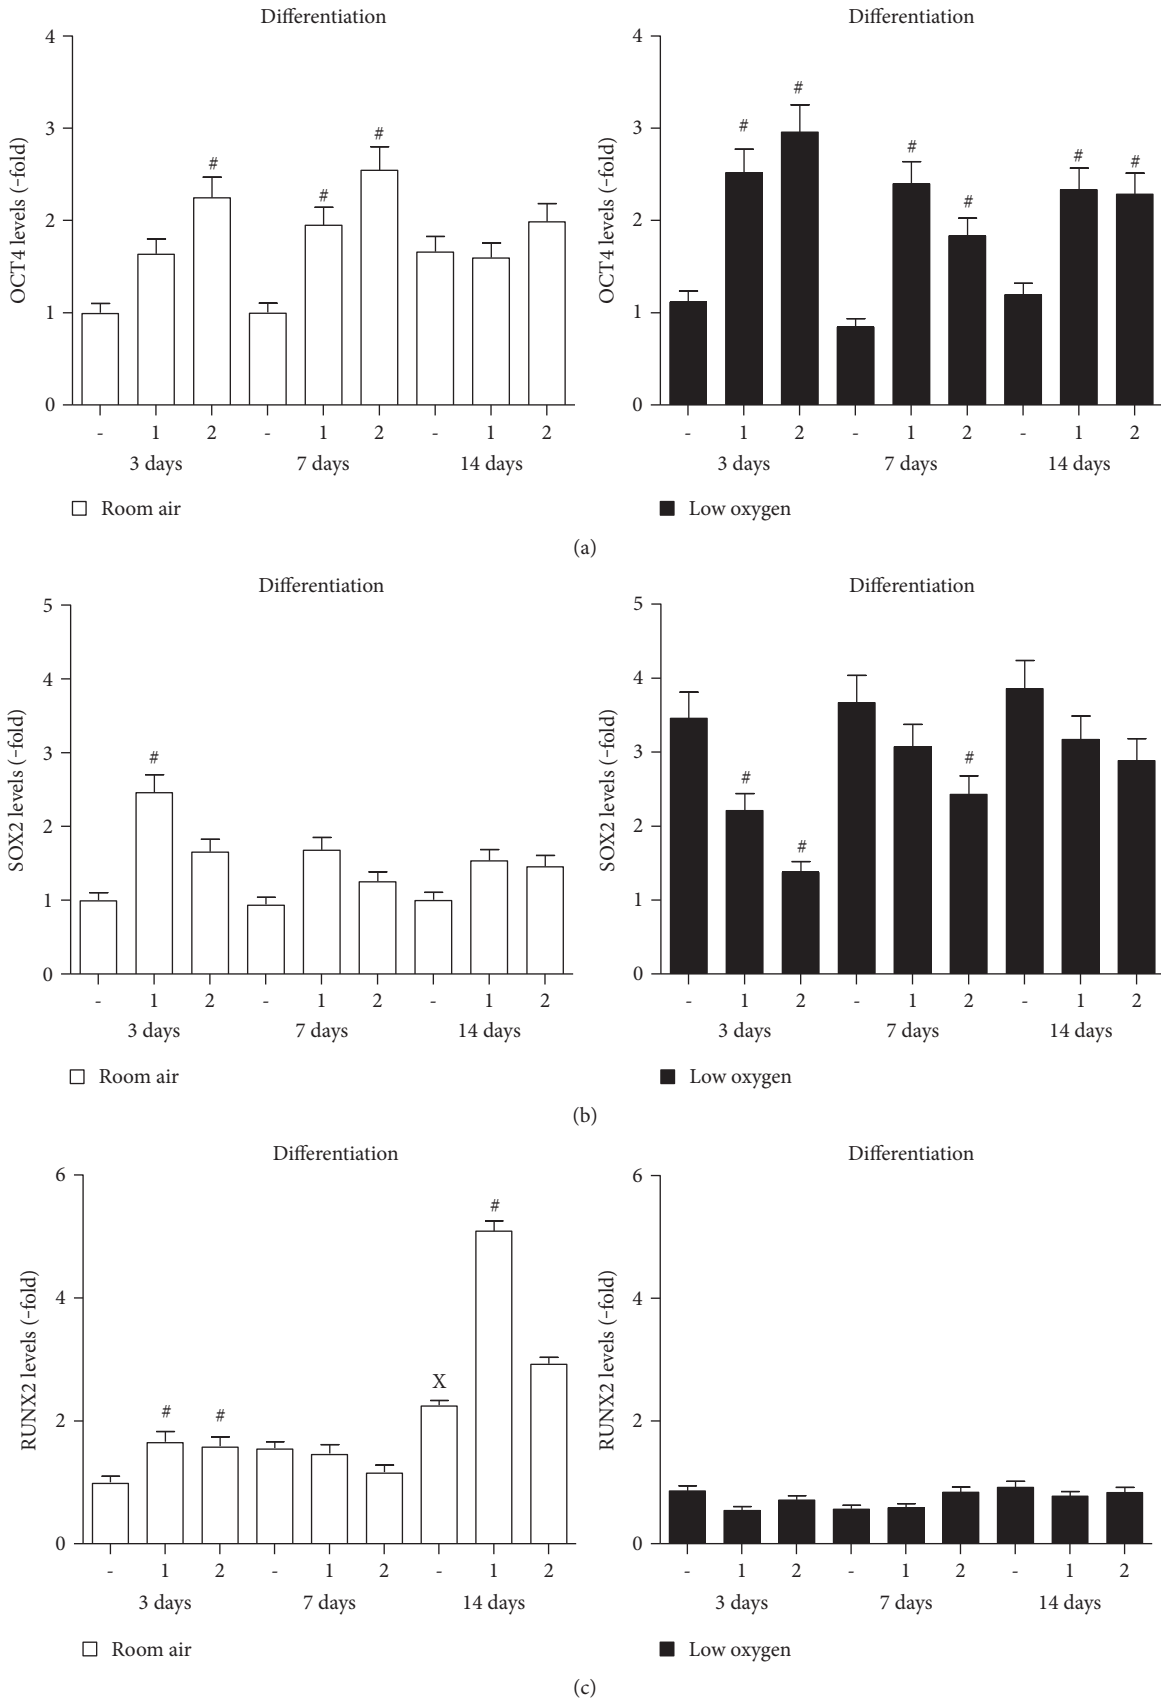 Differentiation
4
3
2
1
0
OCT4 levels (-fold)
#
#
#
- 1 2 - 1 2 - 1 2
3 days 7 days 14 days
Room air
Differentiation
4
3
2
1
0
OCT4 levels (-fold)
#
#
#
#
#
#
- 1 2 - 1 2 - 1 2
3 days 7 days 14 days
Low oxygen
(a)
Differentiation
5
4
3
2
1
0
SOX2 levels (-fold)
#
- 1 2 - 1 2 - 1 2
3 days 7 days 14 days
Room air
Differentiation
5
4
3
2
1
0
SOX2 levels (-fold)
#
#
#
- 1 2 - 1 2 - 1 2
3 days 7 days 14 days
Low oxygen
(b)
Differentiation
6
4
2
0
RUNX2 levels (-fold)
# #
X
#
- 1 2 - 1 2 - 1 2
3 days 7 days 14 days
Room air
Differentiation
6
4
2
0
RUNX2 levels (-fold)
- 1 2 - 1 2 - 1 2
3 days 7 days 14 days
Low oxygen
(c)